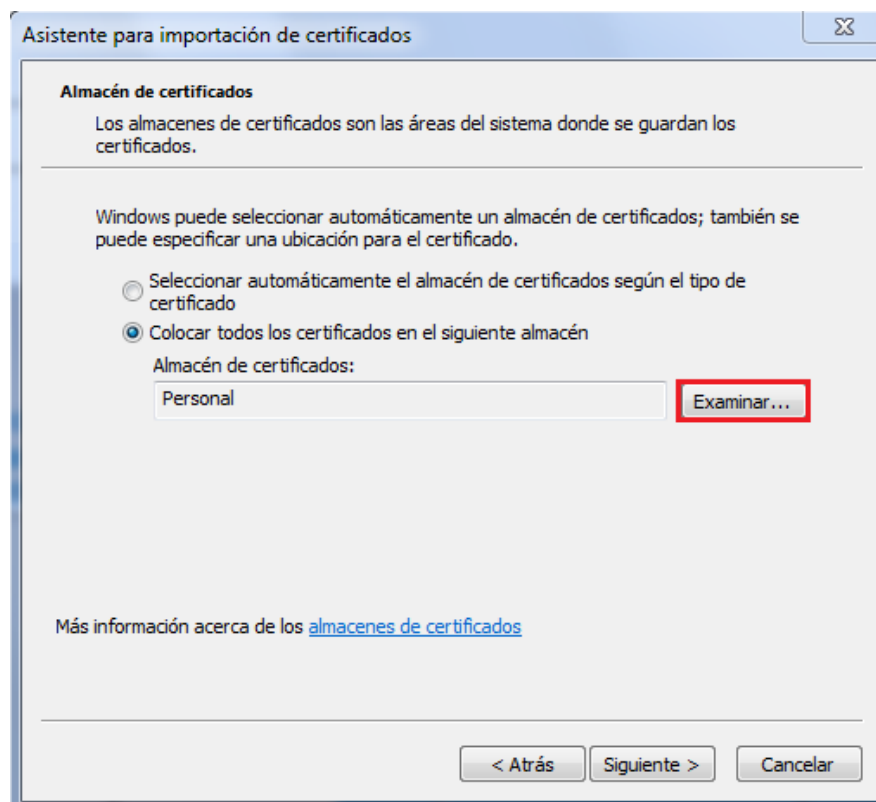 Asistente para importación de certificados
Almacén de certificados
Los almacenes de certificados son las áreas del sistema donde se guardan los
certificados.
Windows puede seleccionar automáticamente un almacén de certificados; también se
puede especificar una ubicación para el certificado.
Seleccionar automáticamente el almacén de certificados según el tipo de
certificado
Colocar todos los certificados en el siguiente almacén
Almacén de certificados:
Personal
Examinar...
Más información acerca de los almacenes de certificados
< Atrás
Siguiente >
Cancelar